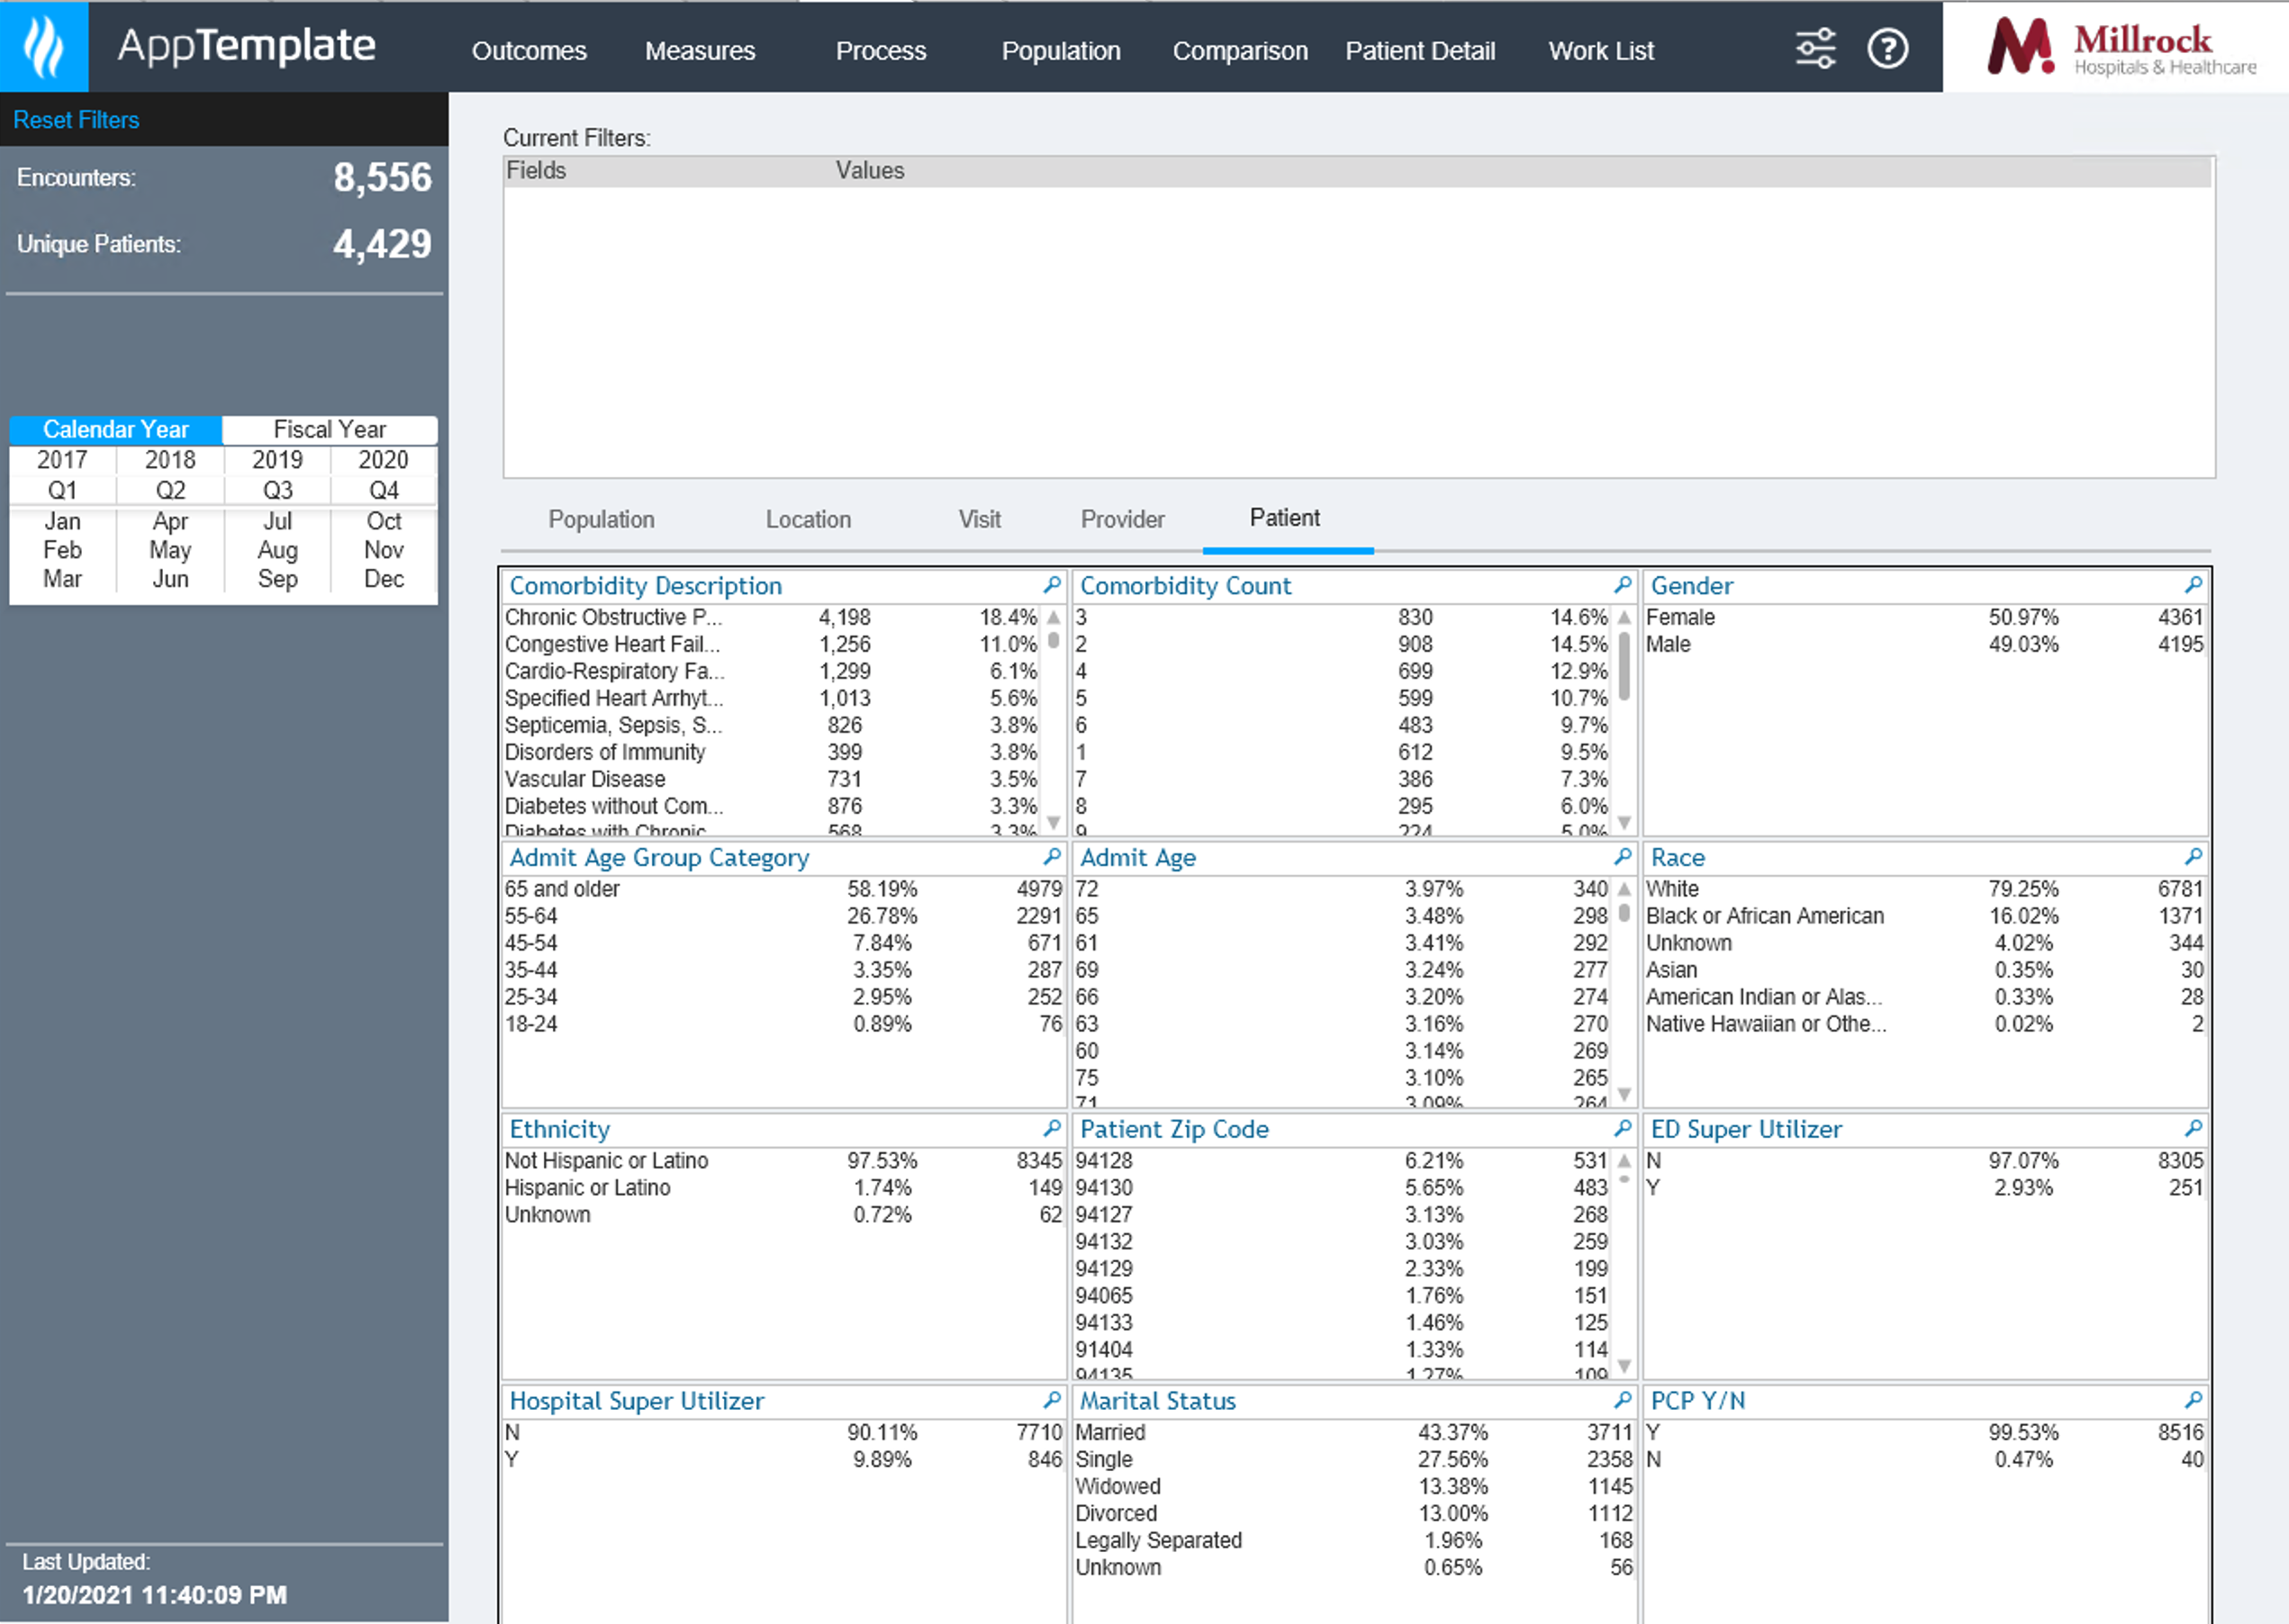 AppTemplate Outcomes Measures Process Population Comparison Patient Detail Work List ? M. Millrock
Hospitals & Healthcare
Reset Filters
Encounters: 8,556
Unique Patients: 4,429
Calendar Year Fiscal Year
2017 2018 2019 2020
Q1 Q2 Q3 Q4
Jan Apr Jul Oct
Feb May Aug Nov
Mar Jun Sep Dec
Last Updated:
1/20/2021 11:40:09 PM
Current Filters:
Fields Values
Population Location Visit Provider Patient
Comorbidity Description
Chronic Obstructive P... 4,198 18.4%
Congestive Heart Fail... 1,256 11.0%
Cardio-Respiratory Fa... 1,299 6.1%
Specified Heart Arrhyt... 1,013 5.6%
Septicemia, Sepsis, S... 826 3.8%
Disorders of Immunity 399 3.8%
Vascular Disease 731 3.5%
Diabetes without Com... 876 3.3%
Diabetes with Chronic 568 3.3%
Comorbidity Count
3 830 14.6%
2 908 14.5%
4 699 12.9%
5 599 10.7%
6 483 9.7%
1 612 9.5%
7 386 7.3%
8 295 6.0%
9 224 5.0%
Gender
Female 50.97% 4361
Male 49.03% 4195
Admit Age Group Category
65 and older 58.19% 4979
55-64 26.78% 2291
45-54 7.84% 671
35-44 3.35% 287
25-34 2.95% 252
18-24 0.89% 76
Admit Age
72 3.97% 340
65 3.48% 298
61 3.41% 292
69 3.24% 277
66 3.20% 274
63 3.16% 270
60 3.14% 269
75 3.10% 265
71 3.09% 264
Race
White 79.25% 6781
Black or African American 16.02% 1371
Unknown 4.02% 344
Asian 0.35% 30
American Indian or Alas... 0.33% 28
Native Hawaiian or Othe... 0.02% 2
Ethnicity
Not Hispanic or Latino 97.53% 8345
Hispanic or Latino 1.74% 149
Unknown 0.72% 62
Patient Zip Code
94128 6.21% 531
94130 5.65% 483
94127 3.13% 268
94132 3.03% 259
94129 2.33% 199
94065 1.76% 151
94133 1.46% 125
91404 1.33% 114
94135 1.27% 109
ED Super Utilizer
N 97.07% 8305
Y 2.93% 251
Hospital Super Utilizer
N 90.11% 7710
Y 9.89% 846
Marital Status
Married 43.37% 3711
Single 27.56% 2358
Widowed 13.38% 1145
Divorced 13.00% 1112
Legally Separated 1.96% 168
Unknown 0.65% 56
PCP Y/N
Y 99.53% 8516
N 0.47% 40